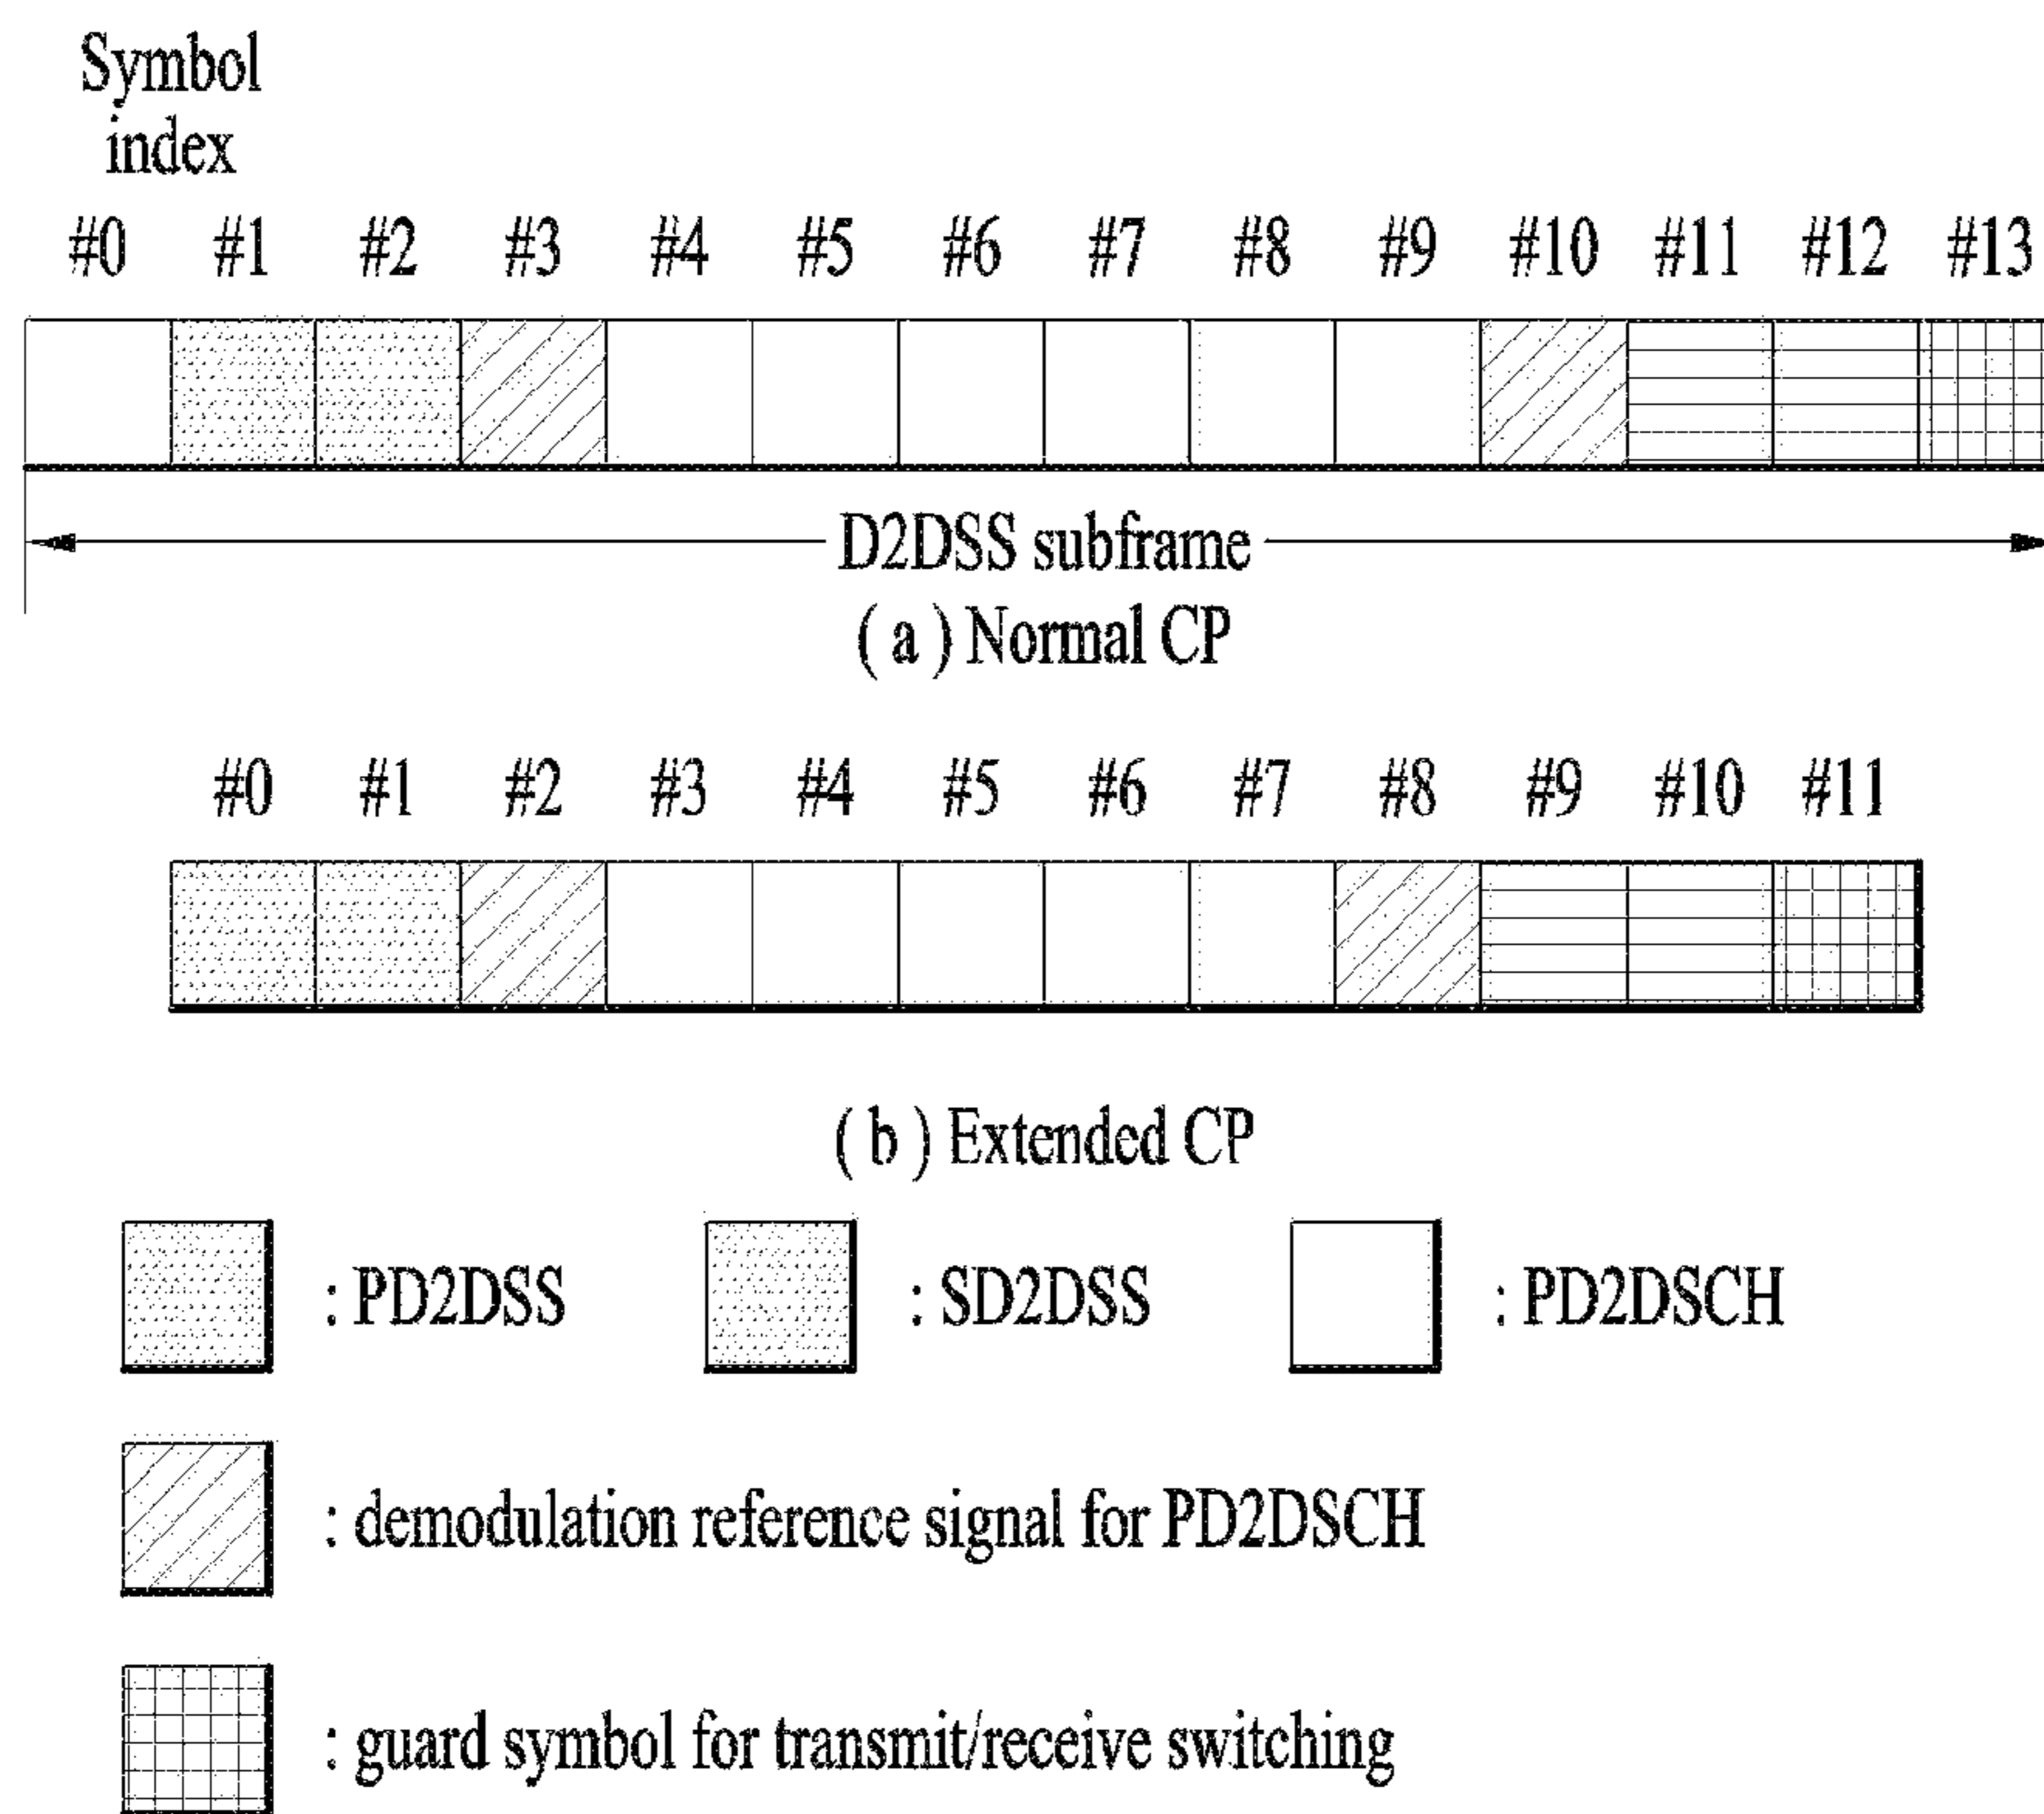 Symbol
index
#0 #1 #2 #3 #4 #5 #6 #7 #8 #9 #10 #11 #12 #13
D2DSS subframe
( a ) Normal CP
#0 #1 #2 #3 #4 #5 #6 #7 #8 #9 #10 #11
( b ) Extended CP
: PD2DSS : SD2DSS : PD2DSCH
: demodulation reference signal for PD2DSCH
: guard symbol for transmit/receive switching